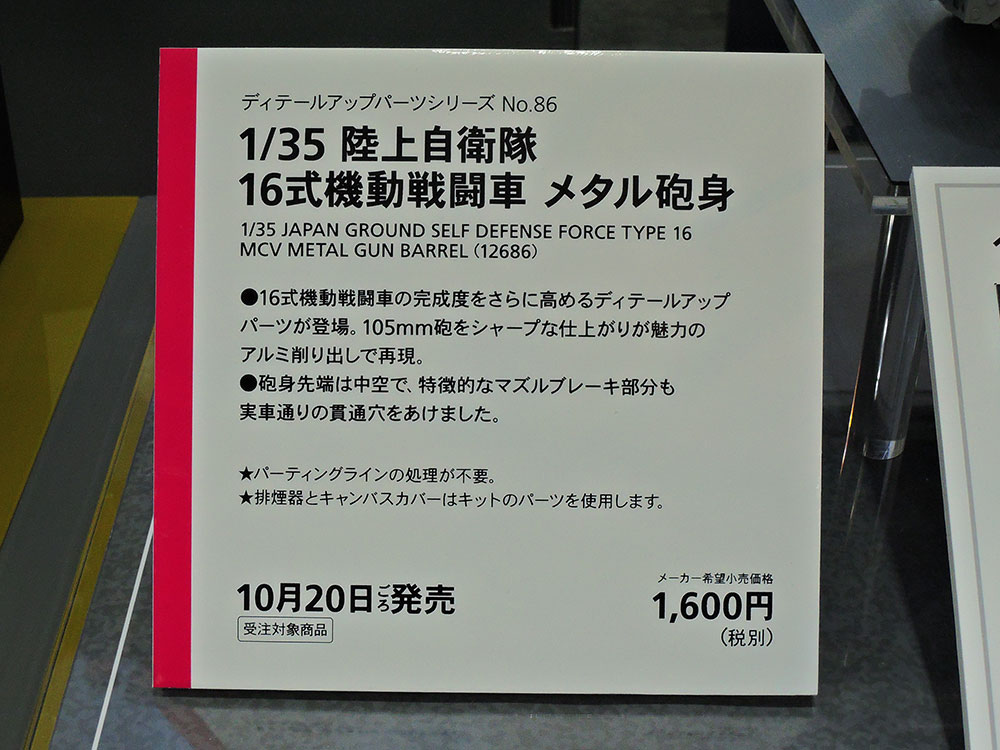 ディテールアップパーツシリーズ No.86
1/35 陸上自衛隊
16式機動戦闘車 メタル砲身
1/35 JAPAN GROUND SELF DEFENSE FORCE TYPE 16
MCV METAL GUN BARREL (12686)
●16式機動戦闘車の完成度をさらに高めるディテールアップ
パーツが登場。105mm砲をシャープな仕上がりが魅力の
アルミ削り出しで再現。
●砲身先端は中空で、特徴的なマズルブレーキ部分も
実車通りの貫通穴をあけました。
★パーティングラインの処理が不要。
★排煙器とキャンバスカバーはキットのパーツを使用します。
10月20日ごろ発売
受注対象商品
メーカー希望小売価格
1,600円
(税別)